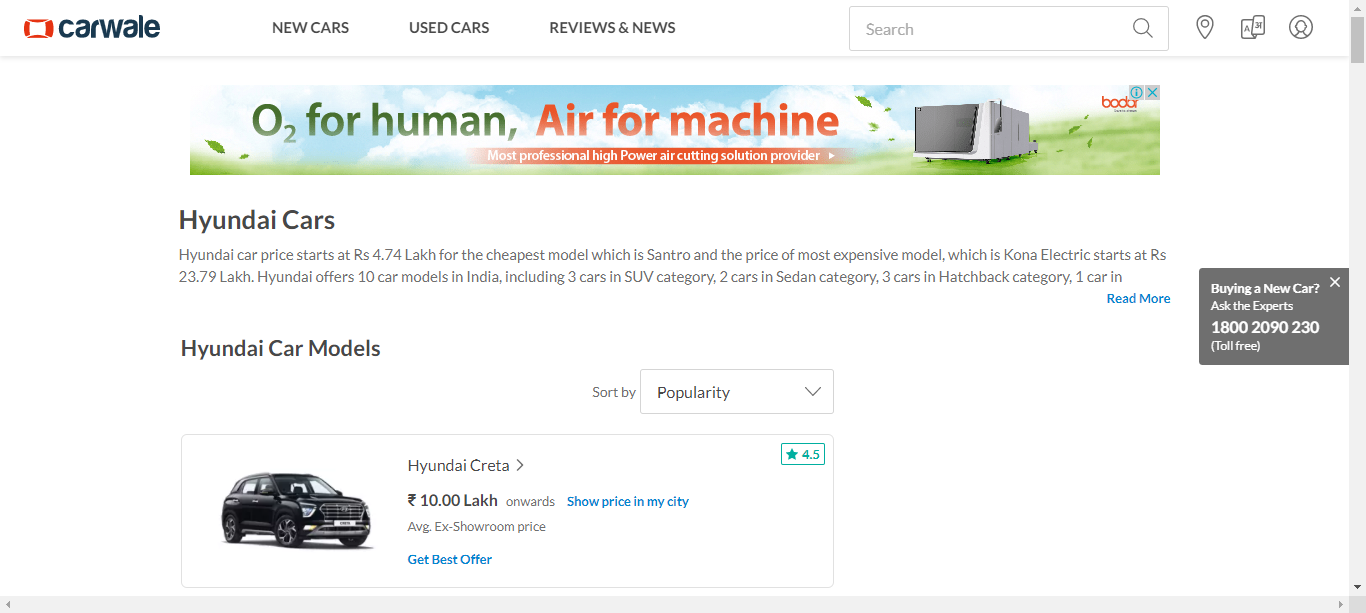 carwale
NEW CARS
USED CARS
REVIEWS & NEWS
Search
O2 for human, Air for machine
Most professional high Power air cutting solution provider
bodor
Hyundai Cars
Hyundai car price starts at Rs 4.74 Lakh for the cheapest model which is Santro and the price of most expensive model, which is Kona Electric starts at Rs
23.79 Lakh. Hyundai offers 10 car models in India, including 3 cars in SUV category, 2 cars in Sedan category, 3 cars in Hatchback category, 1 car in
Read More
Buying a New Car?
Ask the Experts
1800 2090 230
(Toll free)
Hyundai Car Models
Sort by
Popularity
4.5
Hyundai Creta
₹ 10.00 Lakh onwards Show price in my city
Avg. Ex-Showroom price
Get Best Offer
CRETA